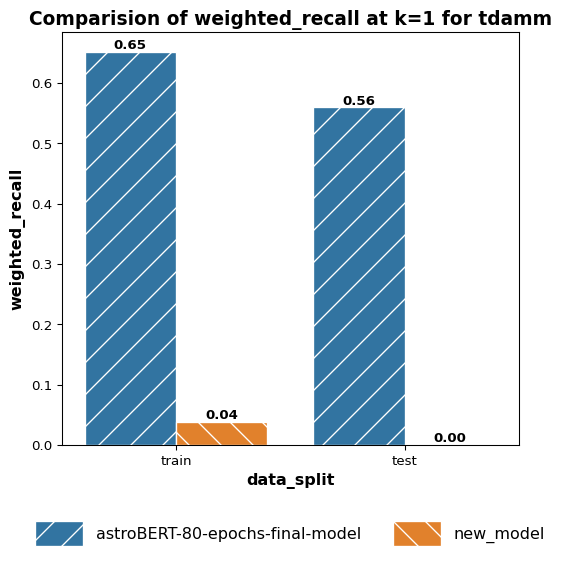 Comparision of weighted_recall at k=1 for tdamm
weighted_recall
0.6
0.5
0.4
0.3
0.2
0.1
0.0
0.65
0.04
0.56
0.00
train
test
data_split
astroBERT-80-epochs-final-model
new_model